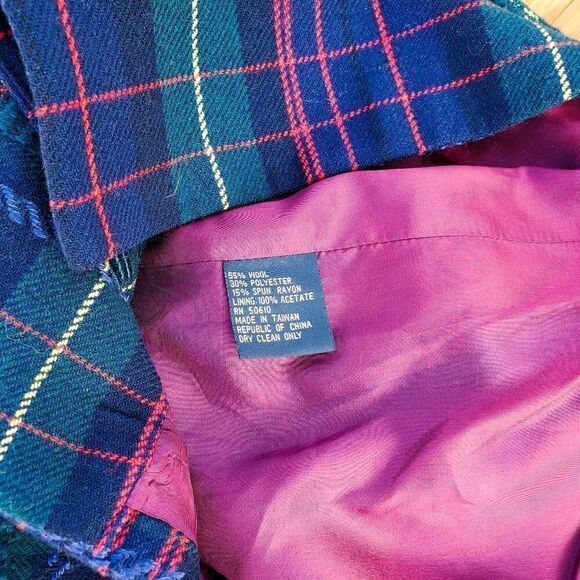 55% WOOL
30% POLYESTER
15% SPUN RAYON
LINING:100% ACETATE
RN 50610
MADE IN TAIWAN
REPUBLIC OF CHINA
DRY CLEAN ONLY